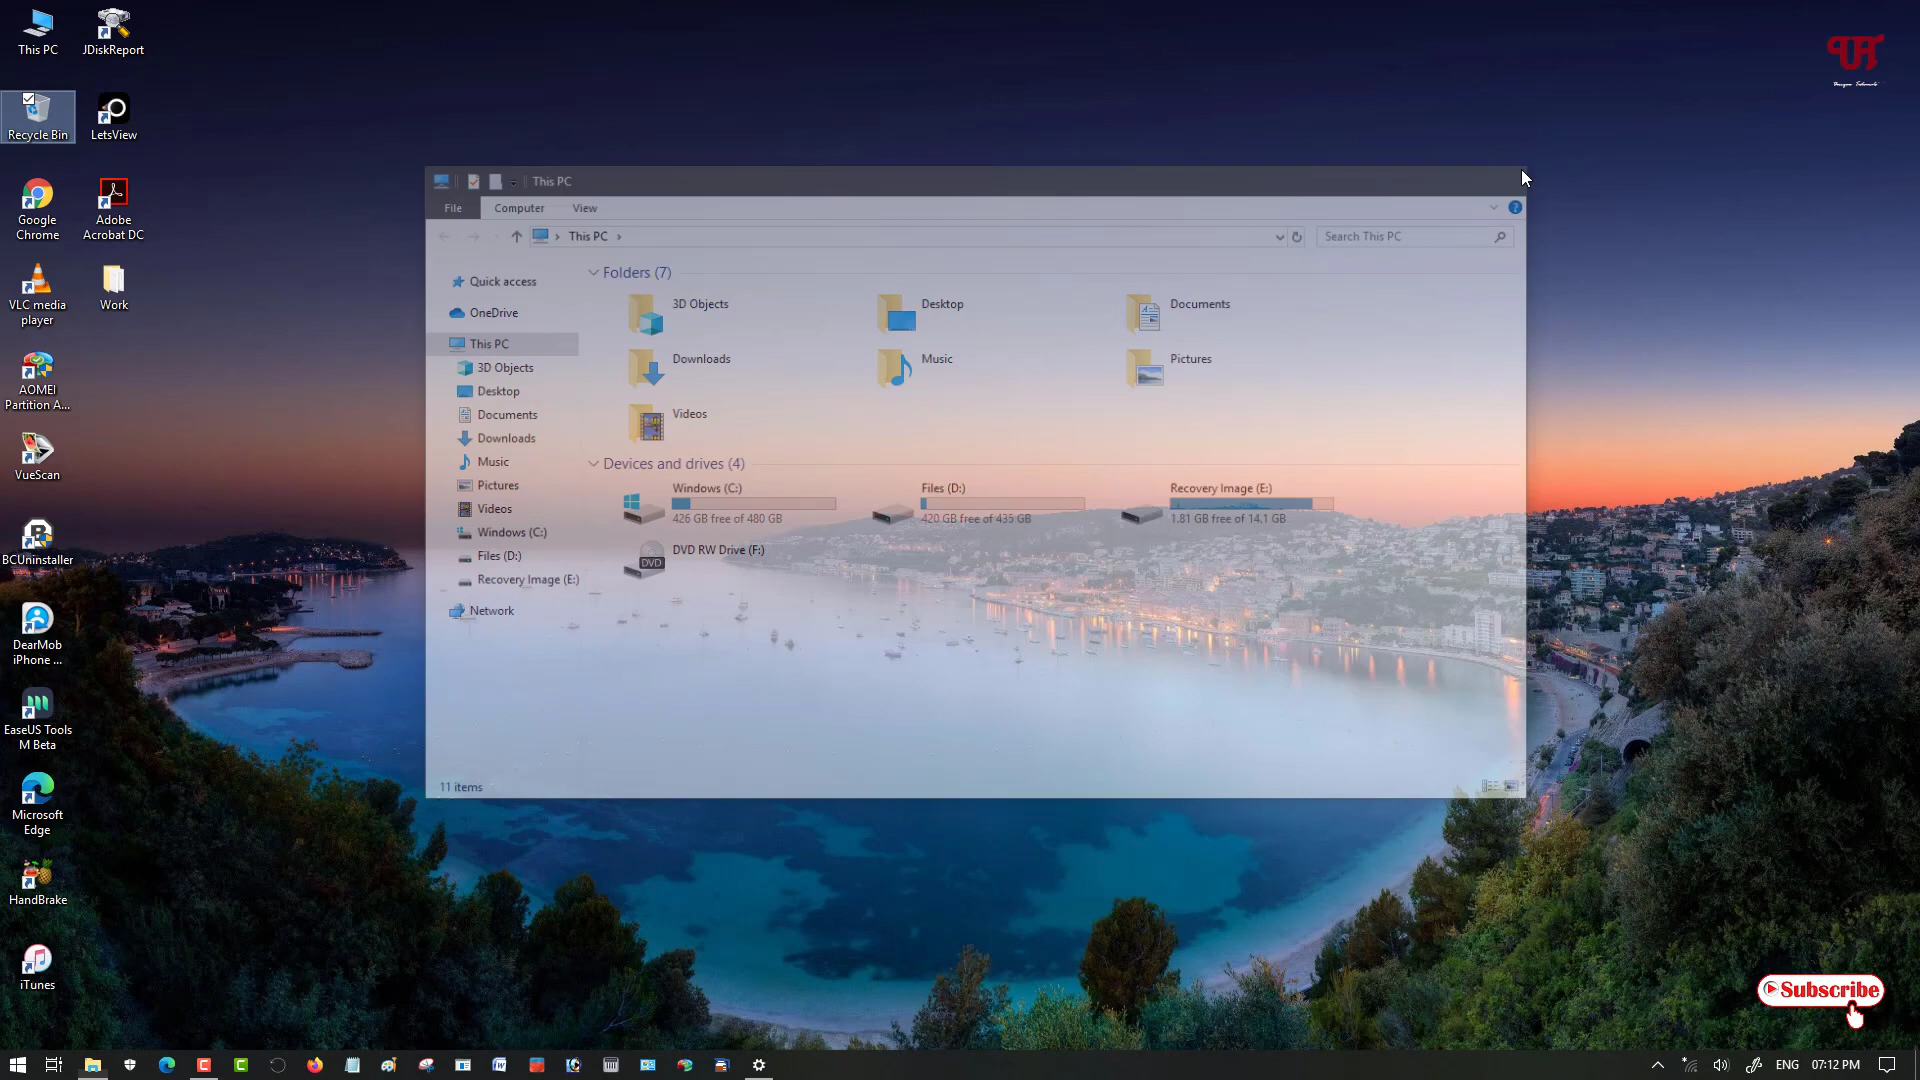 This PC
JDiskReport
Recycle Bin
LetsView
Google
Chrome
Adobe
Acrobat DC
VLC media
player
Work
AOMEI
Partition A...
VueScan
BCUninstaller
DearMob
iPhone ...
EaseUS Tools
M Beta
Microsoft
Edge
HandBrake
iTunes
This PC
File Computer View
This PC
Search This PC
Quick access
OneDrive
This PC
3D Objects
Desktop
Documents
Downloads
Music
Pictures
Videos
Windows (C:)
Files (D:)
Recovery Image (E:)
Network
Folders (7)
3D Objects
Desktop
Documents
Downloads
Music
Pictures
Videos
Devices and drives (4)
Windows (C:)
426 GB free of 480 GB
Files (D:)
420 GB free of 435 GB
Recovery Image (E:)
1.81 GB free of 14.1 GB
DVD
DVD RW Drive (F:)
11 items
Subscribe
ENG 07:12 PM